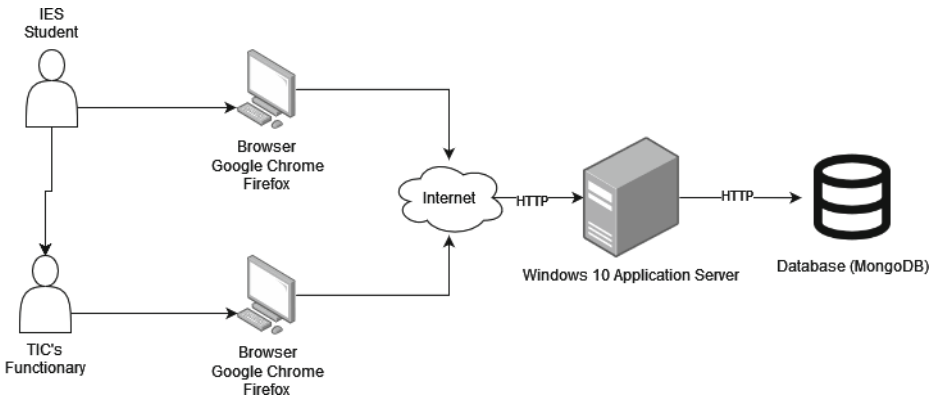 IES
Student
Browser
Google Chrome
Firefox
Internet
HTTP
HTTP
Windows 10 Application Server
Database (MongoDB)
TIC's
Functionary
Browser
Google Chrome
Firefox